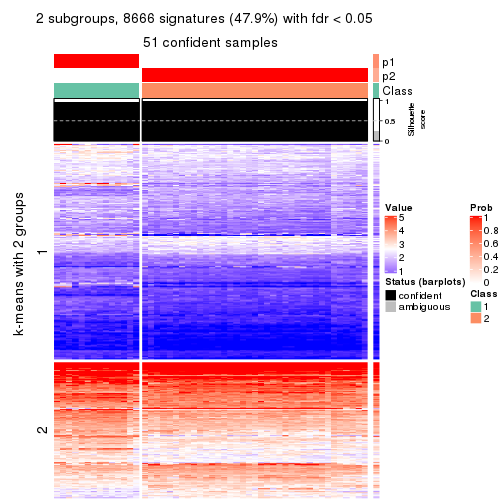 2 subgroups, 8666 signatures (47.9%) with fdr < 0.05
51 confident samples
p1
p2
Class
1
0.5
0
Silhouette
score
k-means with 2 groups
1
2
Value
5
4
3
2
1
Status (barplots)
confident
ambiguous
Prob
1
0.8
0.6
0.4
0.2
0
Class
1
2